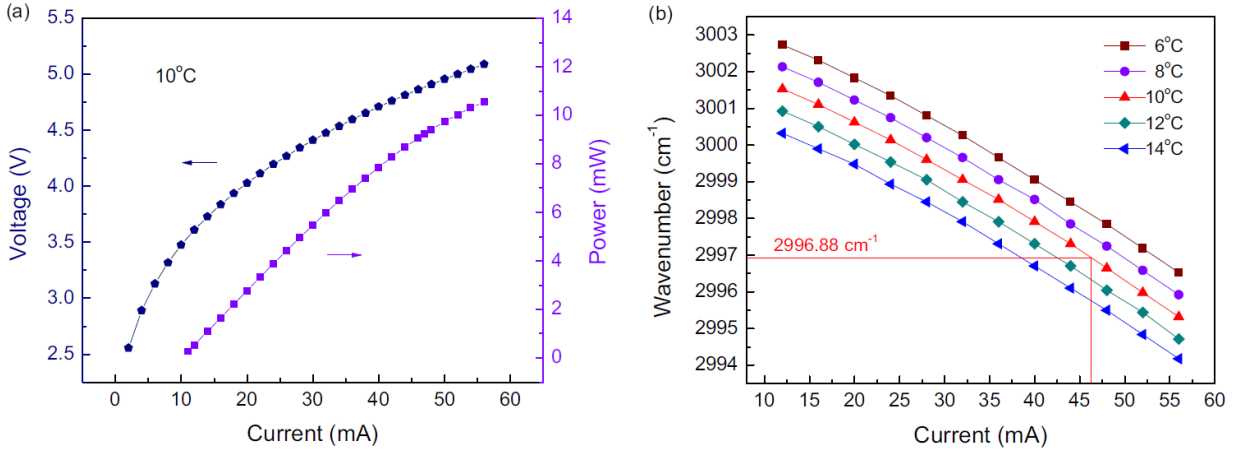 (a)
5.5
5.0
4.5
4.0
3.5
3.0
2.5
Voltage (V)
10°C
14
12
10
8
6
4
2
0
Power (mW)
0 10 20 30 40 50 60
Current (mA)
(b)
3003
3002
3001
3000
2999
2998
2997
2996
2995
2994
Wavenumber (cm-1)
6°C
8°C
10°C
12°C
14°C
2996.88 cm-1
10 15 20 25 30 35 40 45 50 55 60
Current (mA)